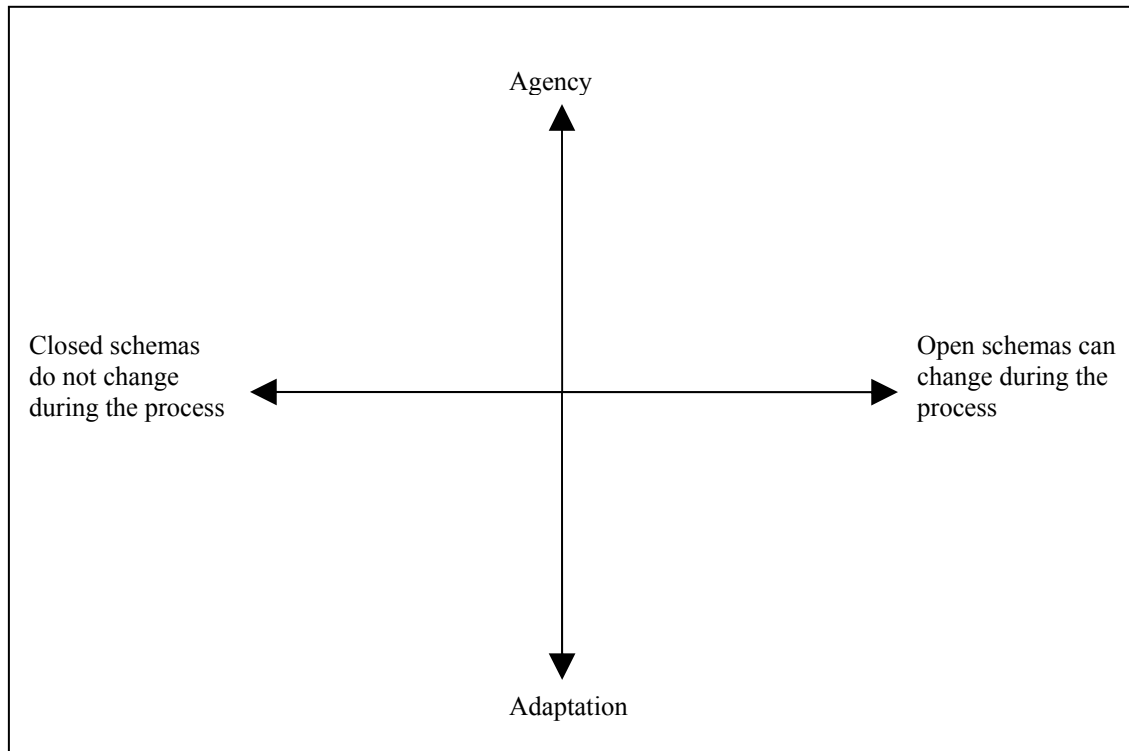 Agency
Closed schemas
do not change
during the process
Open schemas can
change during the
process
Adaptation